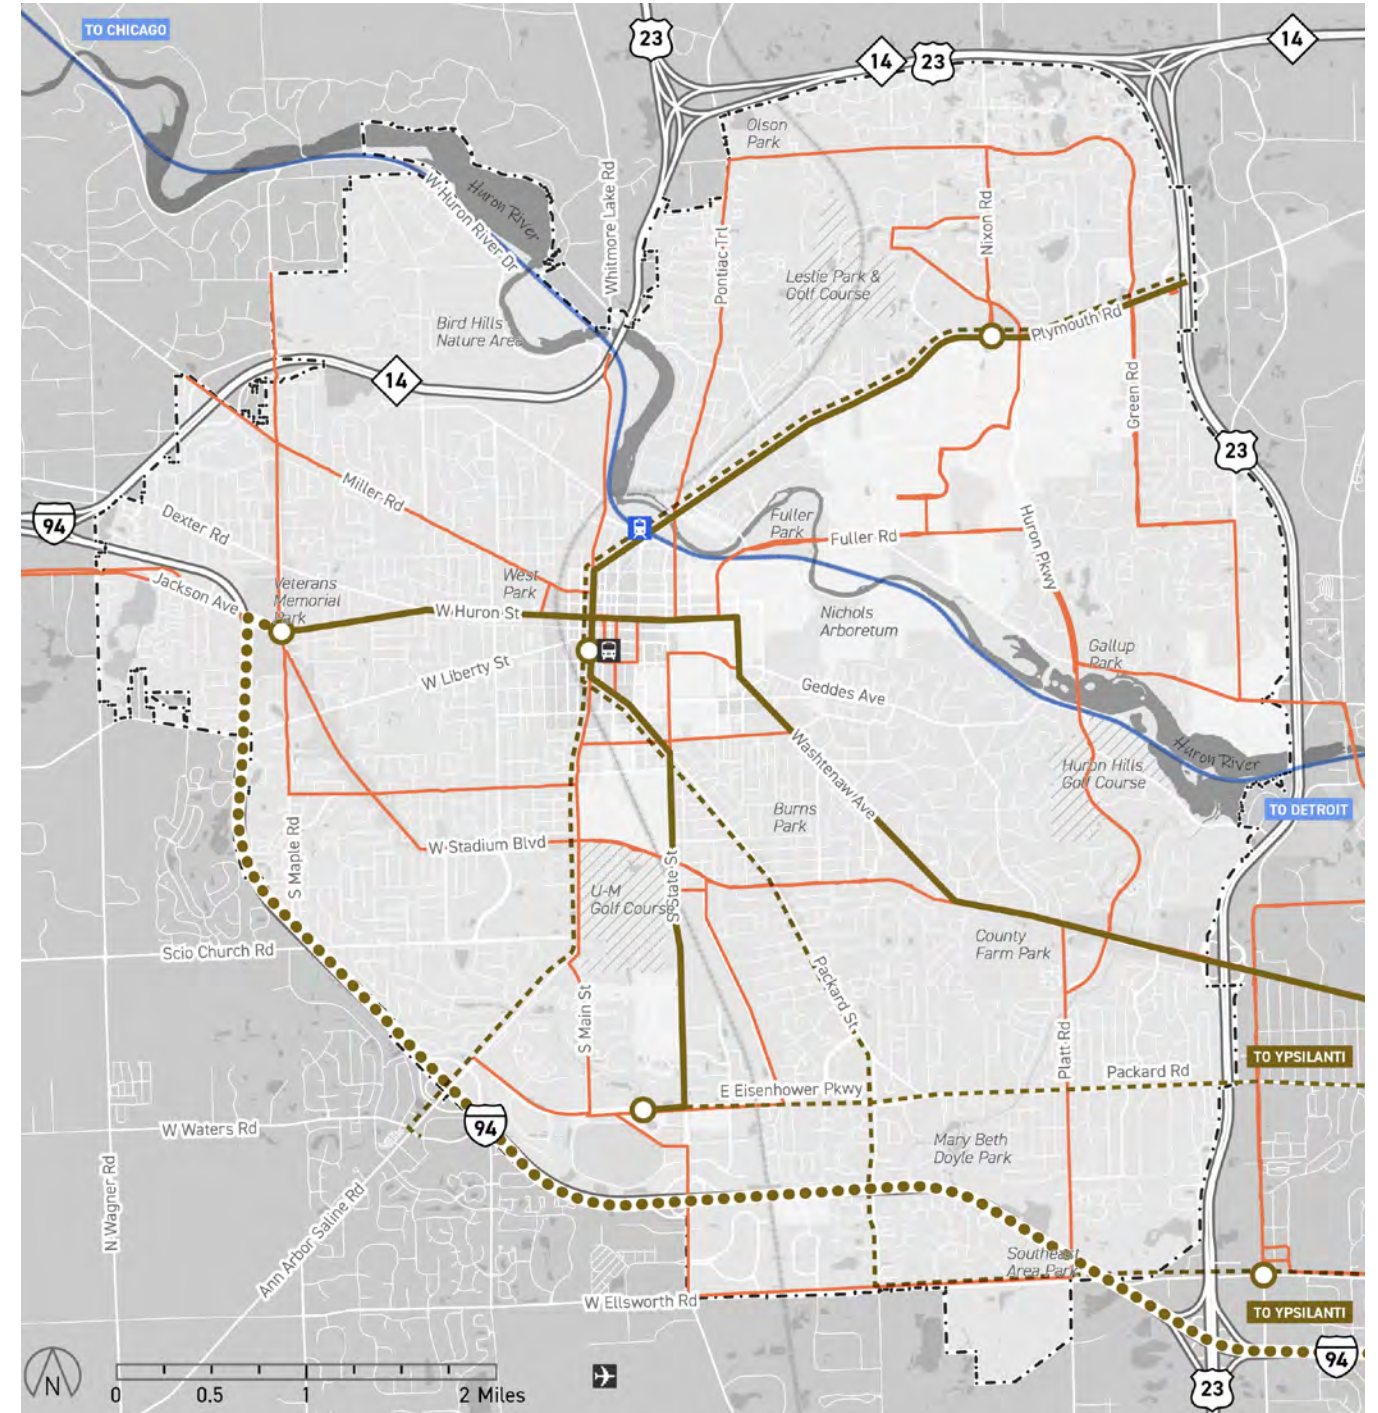 TO CHICAGO
23
14
23
14
Olson
Park
W Huron River Dr
Huron River
Whitmore Lake Rd
Pontiac Trl
Nixon Rd
Leslie Park &
Golf Course
Bird Hills
Nature Area
Plymouth Rd
14
Green Rd
23
Miller Rd
Dexter Rd
94
Fuller
Park
Fuller Rd
Huron Pkwy
Jackson Ave
Veterans
Memorial
Park
West
Park
W Huron St
Nichols
Arboretum
Gallup
Park
W Liberty St
Geddes Ave
Washtenaw Ave
Huron River
Huron Hills
Golf Course
TO DETROIT
Burns
Park
S Maple Rd
W Stadium Blvd
S State St
U-M
Golf Course
Scio Church Rd
County
Farm Park
Packard St
S Main St
Platt Rd
TO YPSILANTI
Packard Rd
E Eisenhower Pkwy
W Waters Rd
94
Mary Beth
Doyle Park
N Wagner Rd
Ann Arbor Saline Rd
Southeast
Area Park
W Ellsworth Rd
TO YPSILANTI
94
23
N
0 0.5 1 2 Miles